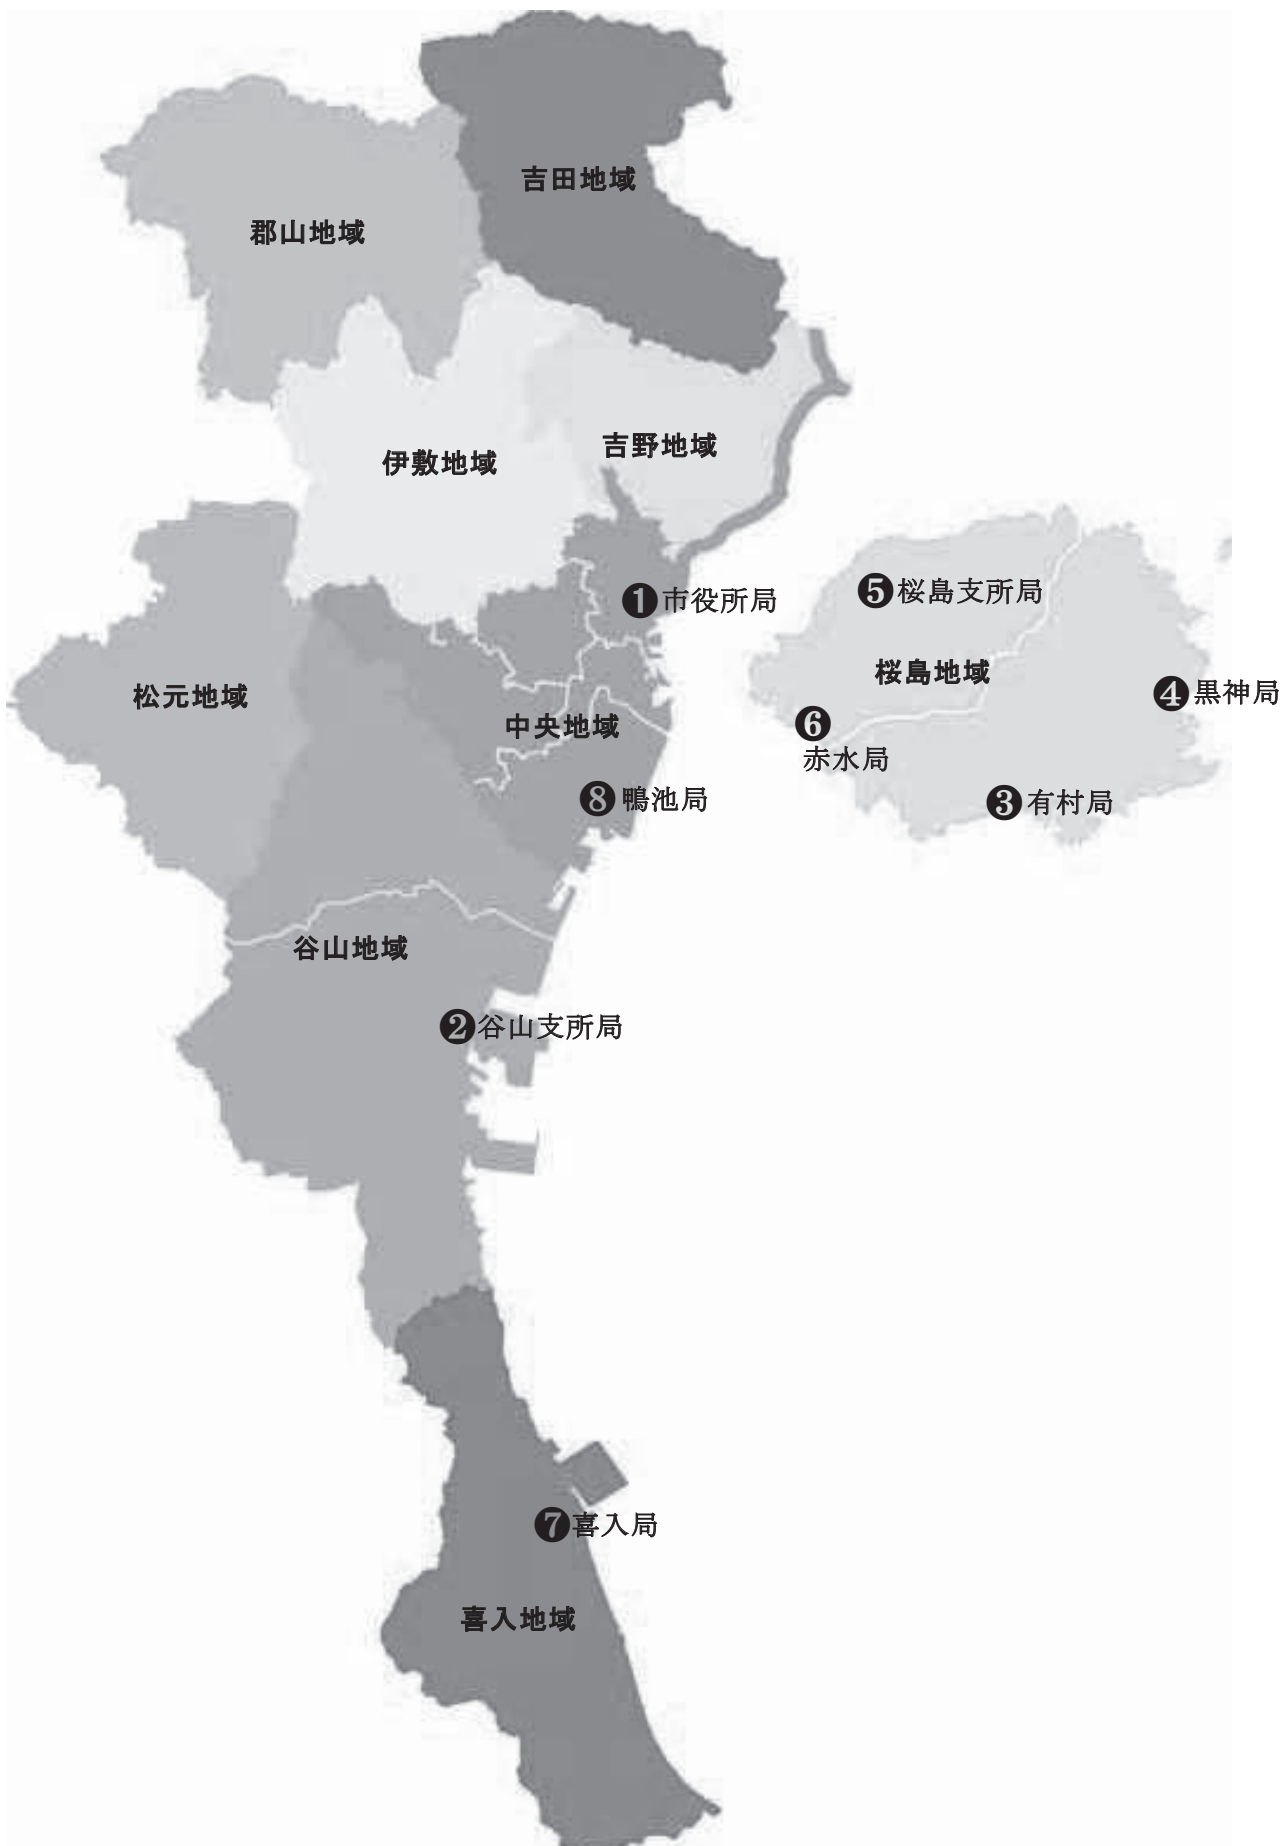 吉田地域
郡山地域
吉野地域
伊敷地域
❶市役所局
❺桜島支所局
桜島地域
❹黒神局
松元地域
中央地域
❻
赤水局
❽鴨池局
❸有村局
谷山地域
❷谷山支所局
❼喜入局
喜入地域